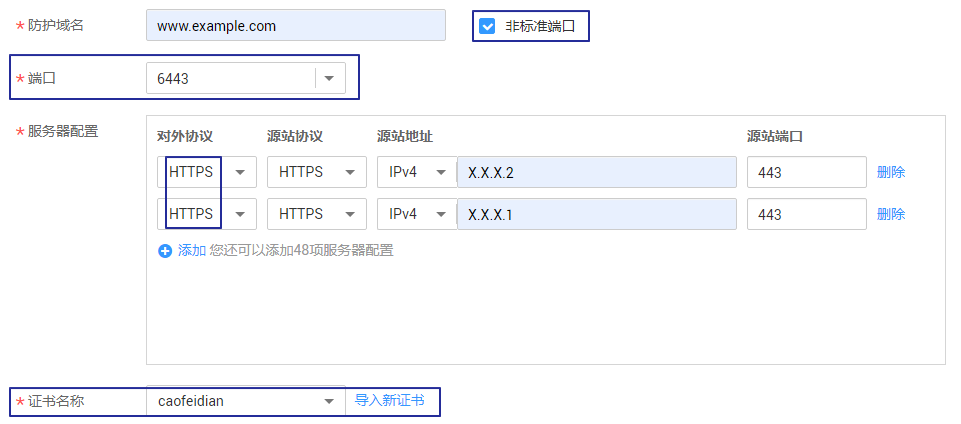 * 防护域名 www.example.com 非标准端口
* 端口 6443
* 服务器配置 对外协议 源站协议 源站地址 源站端口
HTTPS HTTPS IPv4 X.X.X.2 443 删除
HTTPS HTTPS IPv4 X.X.X.1 443 删除
添加 您还可以添加48项服务器配置
* 证书名称 caofeidian 导入新证书